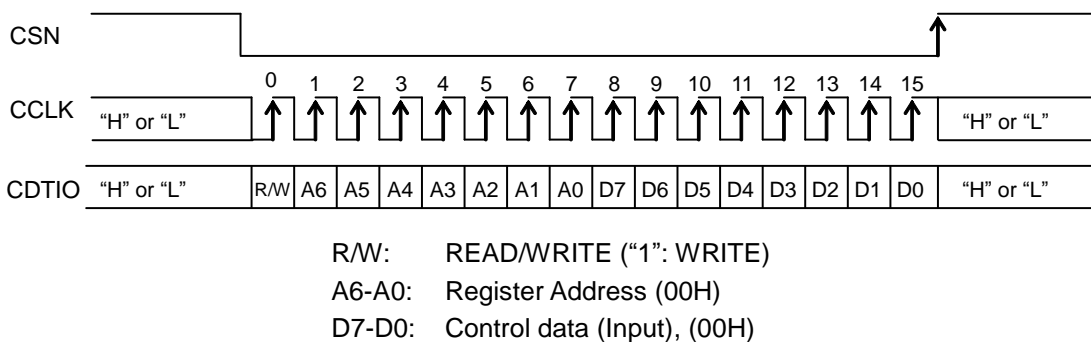 CSN
0 1 2 3 4 5 6 7 8 9 10 11 12 13 14 15
CCLK “H” or “L” “H” or “L”
CDTIO “H” or “L” R/W A6 A5 A4 A3 A2 A1 A0 D7 D6 D5 D4 D3 D2 D1 D0 “H” or “L”
R/W: READ/WRITE (“1”: WRITE)
A6-A0: Register Address (00H)
D7-D0: Control data (Input), (00H)